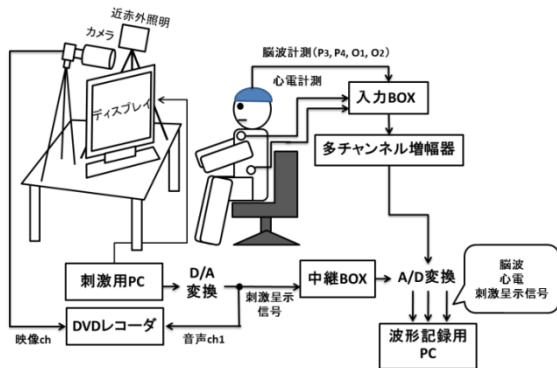 近赤外照明
カメラ
脳波計測(P3, P4, O1, O2)
心電計測
入力BOX
ディスプレイ
多チャンネル増幅器
刺激用PC
D/A
変換
刺激呈示
信号
中継BOX
A/D変換
脳波
心電
刺激呈示信号
DVDレコーダ
映像ch
音声ch1
波形記録用
PC